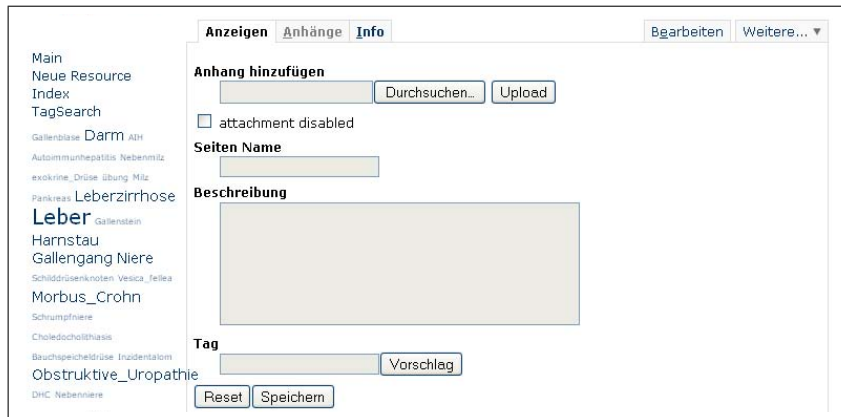 Anzeigen Anhänge Info Bearbeiten Weitere... ▼
Main
Neue Resource
Index
TagSearch
Gallenblase Darm AIH
Autoimmunhepatitis Nebenmilz
exokrine_Drüse übung Milz
Pankreas Leberzirrhose
Leber Gallenstein
Harnstau
Gallengang Niere
Schilddrüsenknoten Vesica_fellea
Morbus_Crohn
Schrumpfniere
Choledocholithiasis
Bauchspeicheldrüse Inzidentalom
Obstruktive_Uropathie
DHC Nebenniere
Anhang hinzufügen
Durchsuchen... Upload
attachment disabled
Seiten Name
Beschreibung
Tag
Vorschlag
Reset Speichern